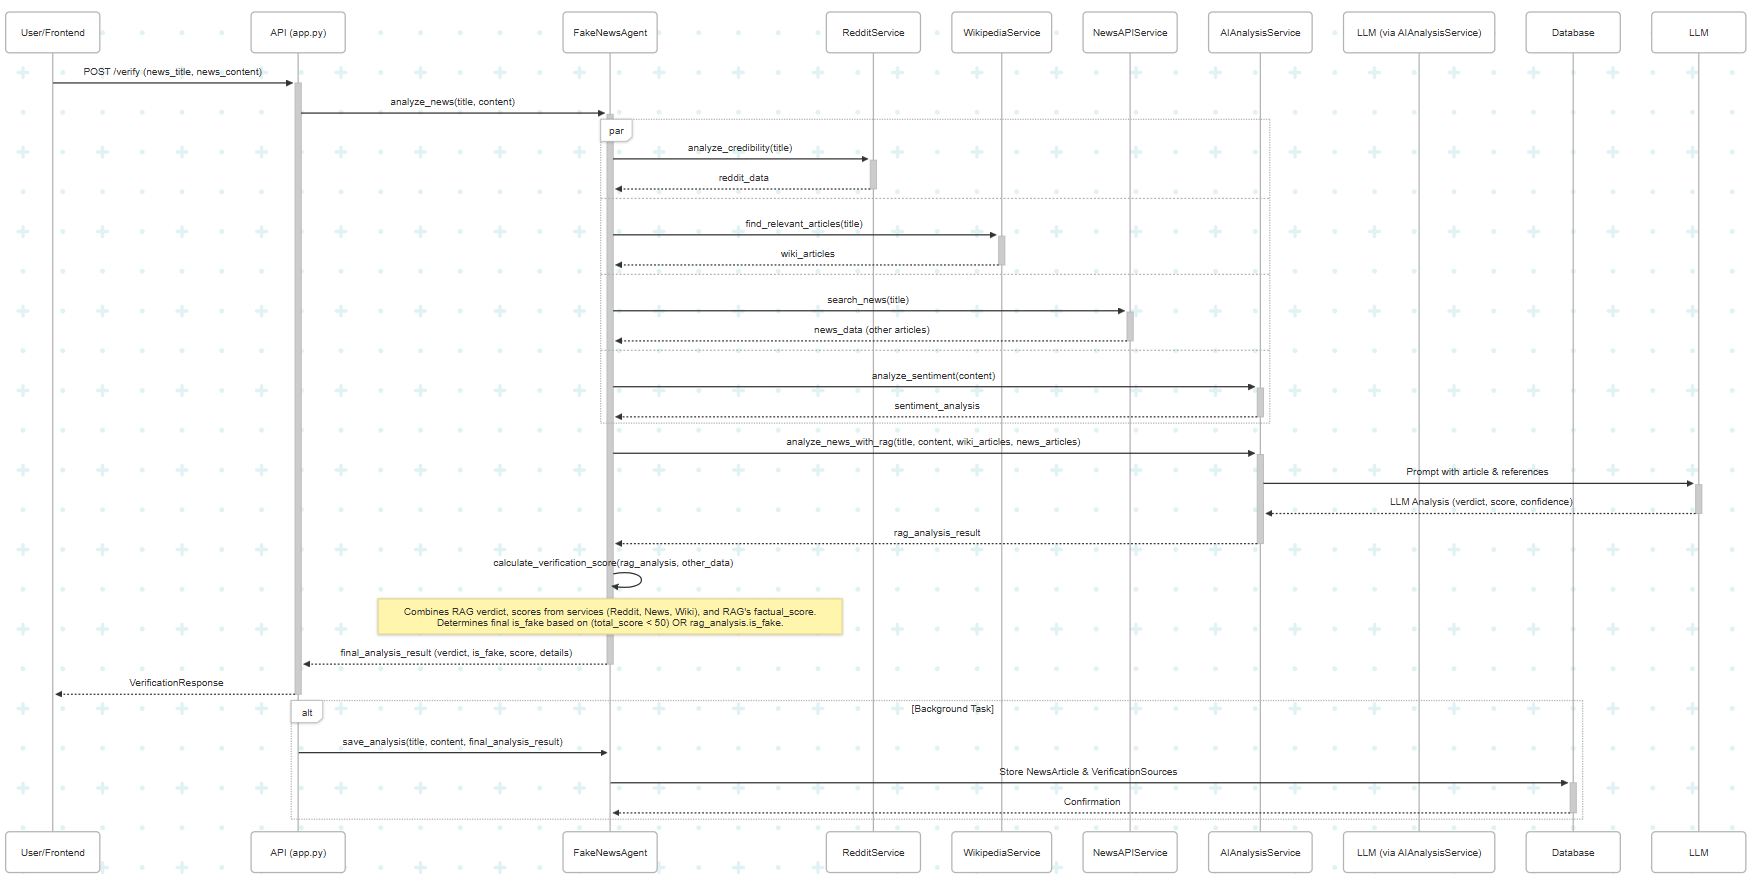 User/Frontend
API (app.py)
FakeNewsAgent
RedditService
WikipediaService
NewsAPIService
AIAnalysisService
LLM (via AIAnalysisService)
Database
LLM
POST /verify (news_title, news_content)
analyze_news(title, content)
par
analyze_credibility(title)
reddit_data
find_relevant_articles(title)
wiki_articles
search_news(title)
news_data (other articles)
analyze_sentiment(content)
sentiment_analysis
analyze_news_with_rag(title, content, wiki_articles, news_articles)
Prompt with article & references
LLM Analysis (verdict, score, confidence)
rag_analysis_result
calculate_verification_score(rag_analysis, other_data)
Combines RAG verdict, scores from services (Reddit, News, Wiki), and RAG's factual_score.
Determines final is_fake based on (total_score < 50) OR rag_analysis.is_fake.
final_analysis_result (verdict, is_fake, score, details)
VerificationResponse
alt
[Background Task]
save_analysis(title, content, final_analysis_result)
Store NewsArticle & VerificationSources
Confirmation
User/Frontend
API (app.py)
FakeNewsAgent
RedditService
WikipediaService
NewsAPIService
AIAnalysisService
LLM (via AIAnalysisService)
Database
LLM